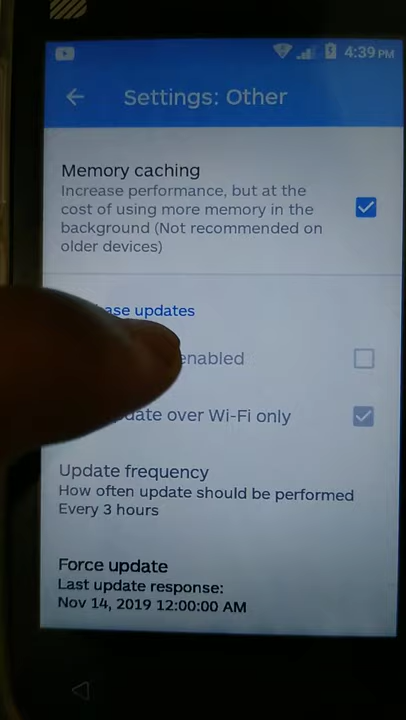 4:39 PM
Settings: Other
Memory caching
Increase performance, but at the
cost of using more memory in the
background (Not recommended on
older devices)
updates
enabled
over Wi-Fi only
Update frequency
How often update should be performed
Every 3 hours
Force update
Last update response:
Nov 14, 2019 12:00:00 AM